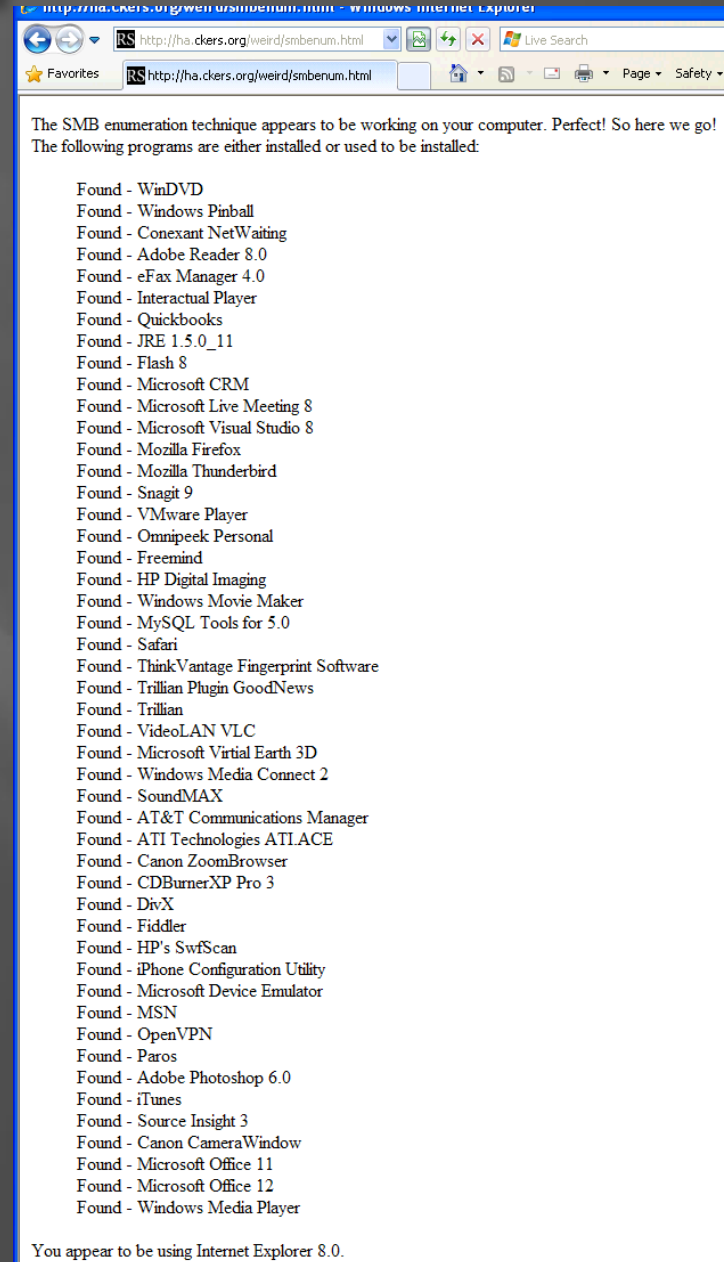 http://ha.ckers.org/weird/smbenum.html - Windows Internet Explorer
RS http://ha.ckers.org/weird/smbenum.html Live Search
Favorites RS http://ha.ckers.org/weird/smbenum.html Page Safety
The SMB enumeration technique appears to be working on your computer. Perfect! So here we go!
The following programs are either installed or used to be installed:
Found - WinDVD
Found - Windows Pinball
Found - Conexant NetWaiting
Found - Adobe Reader 8.0
Found - eFax Manager 4.0
Found - Interactual Player
Found - Quickbooks
Found - JRE 1.5.0_11
Found - Flash 8
Found - Microsoft CRM
Found - Microsoft Live Meeting 8
Found - Microsoft Visual Studio 8
Found - Mozilla Firefox
Found - Mozilla Thunderbird
Found - Snagit 9
Found - VMware Player
Found - Omnipeek Personal
Found - Freemind
Found - HP Digital Imaging
Found - Windows Movie Maker
Found - MySQL Tools for 5.0
Found - Safari
Found - ThinkVantage Fingerprint Software
Found - Trillian Plugin GoodNews
Found - Trillian
Found - VideoLAN VLC
Found - Microsoft Virtial Earth 3D
Found - Windows Media Connect 2
Found - SoundMAX
Found - AT&T Communications Manager
Found - ATI Technologies ATI.ACE
Found - Canon ZoomBrowser
Found - CDBurnerXP Pro 3
Found - DivX
Found - Fiddler
Found - HP's SwfScan
Found - iPhone Configuration Utility
Found - Microsoft Device Emulator
Found - MSN
Found - OpenVPN
Found - Paros
Found - Adobe Photoshop 6.0
Found - iTunes
Found - Source Insight 3
Found - Canon CameraWindow
Found - Microsoft Office 11
Found - Microsoft Office 12
Found - Windows Media Player
You appear to be using Internet Explorer 8.0.